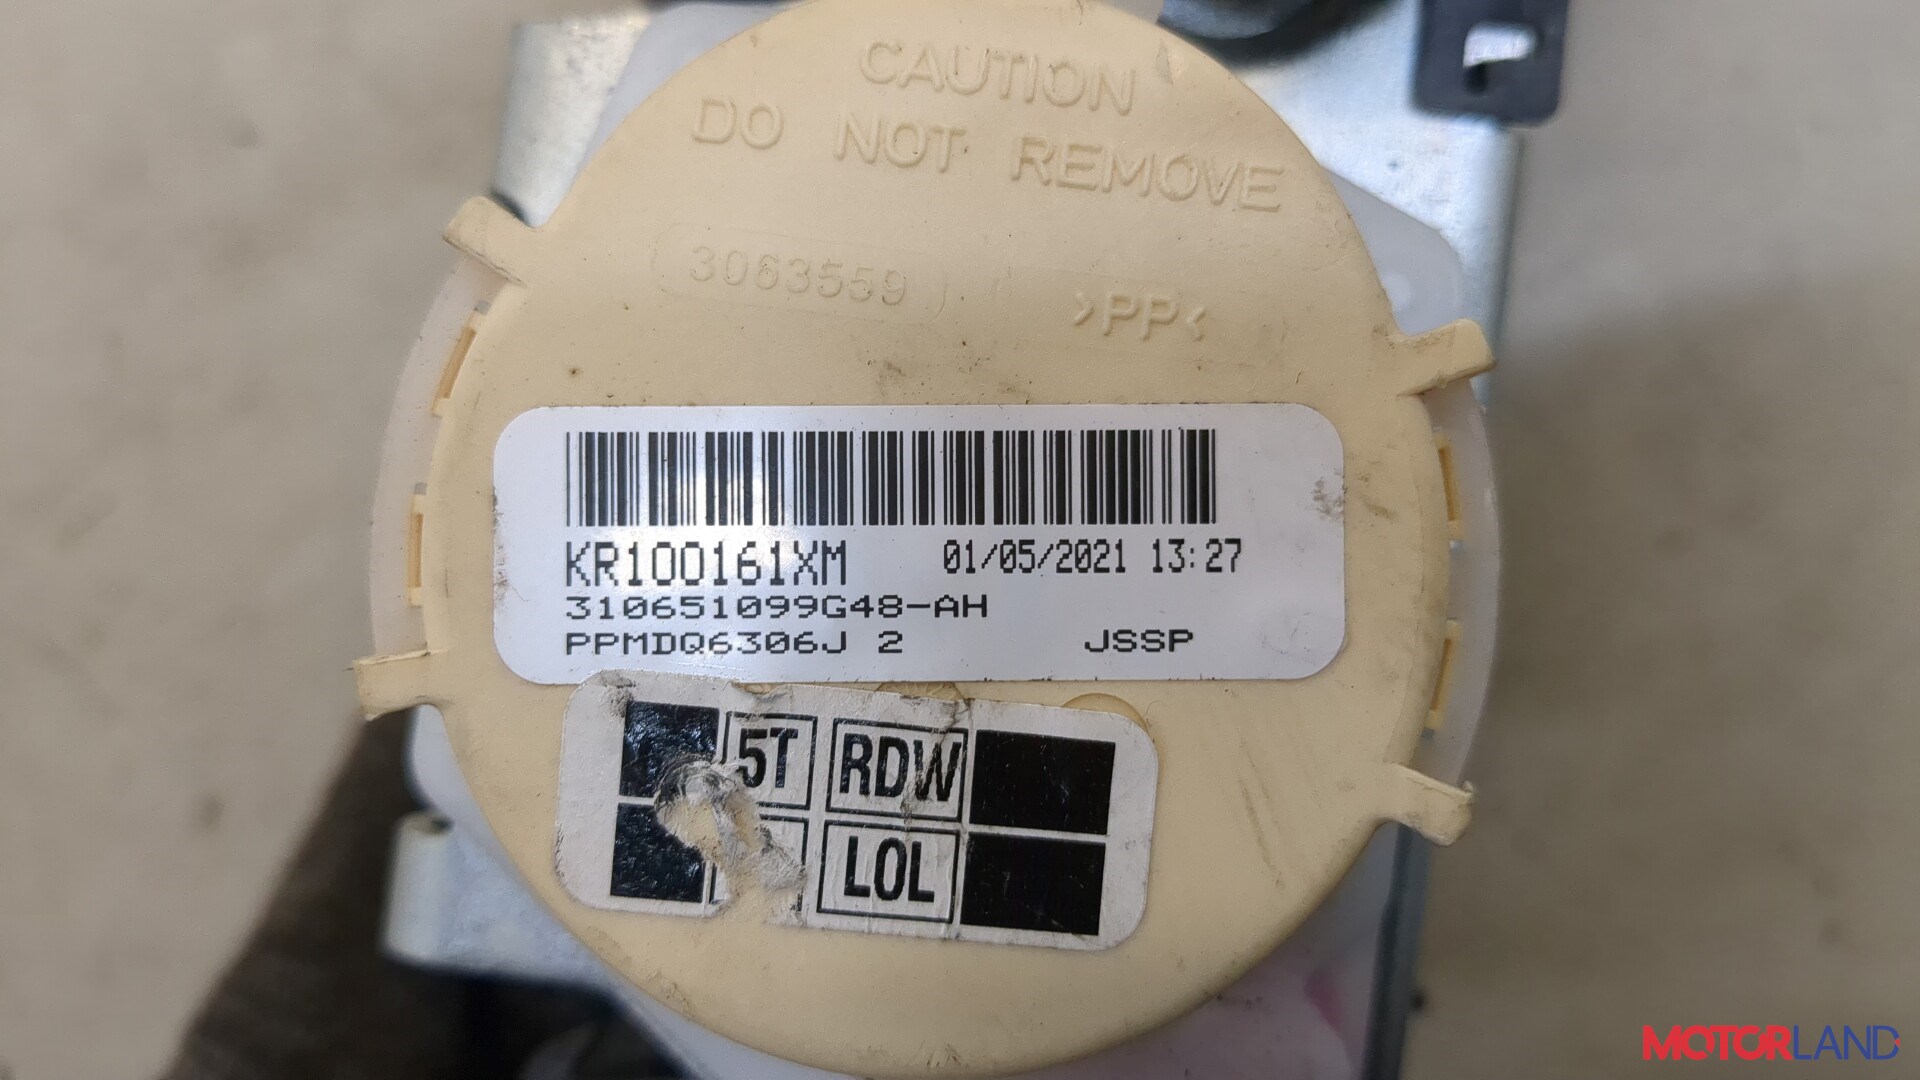 CAUTION
DO NOT REMOVE
3063559
>PP<
KR100161XM 01/05/2021 13:27
310651099G48-AH
PPMDQ6306J 2 JSSP
5T RDW
LOL
MOTORLAND